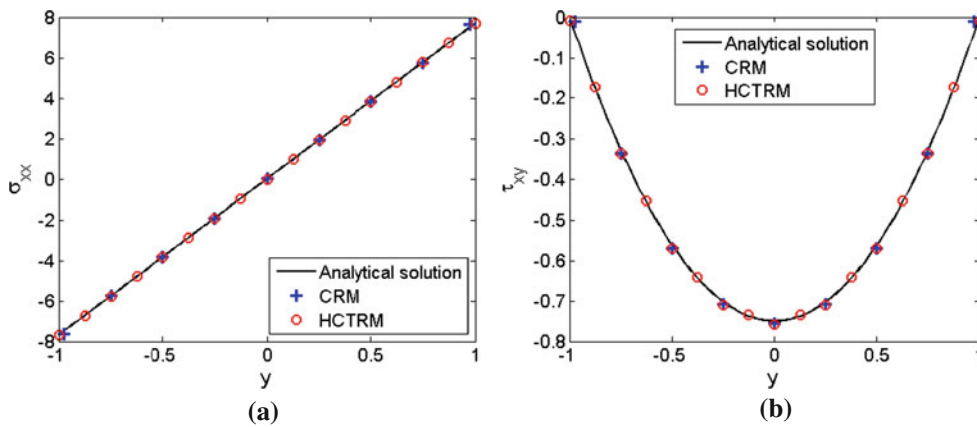 8
6
4
2
0
-2
-4
-6
-8
σxx
-1
-0.5
0
0.5
1
y
Analytical solution
CRM
HCTRM
(a)
0
-0.1
-0.2
-0.3
-0.4
-0.5
-0.6
-0.7
-0.8
τxy
-1
-0.5
0
0.5
1
y
Analytical solution
CRM
HCTRM
(b)